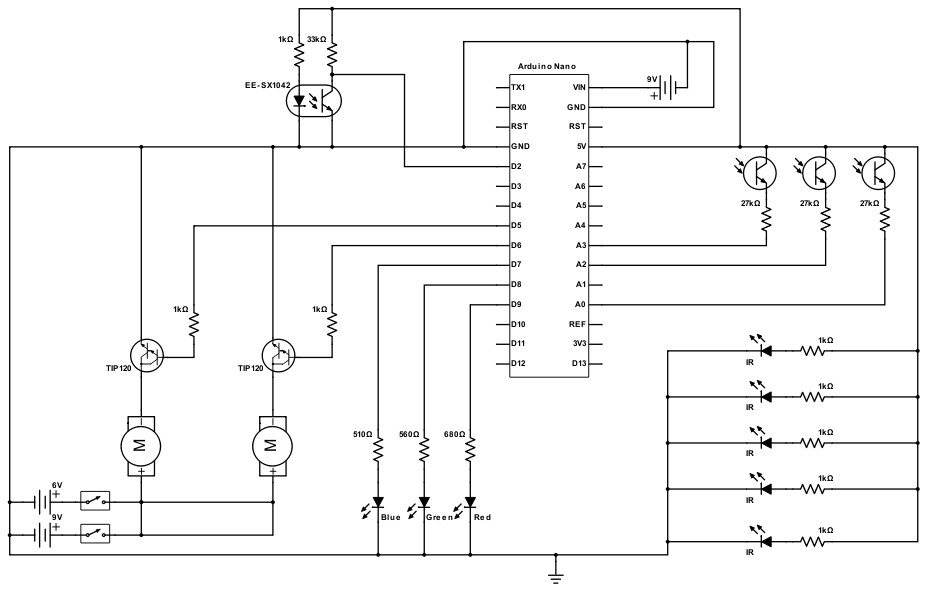 1kΩ 33kΩ
EE-SX1042
Arduino Nano
9V
+
TX1 VIN
RX0 GND
RST RST
GND 5V
D2 A7
D3 A6
D4 A5
D5 A4
D6 A3
D7 A2
D8 A1
D9 A0
D10 REF
D11 3V3
D12 D13
27kΩ 27kΩ 27kΩ
1kΩ 1kΩ
TIP120 TIP120
M M
+ +
510Ω 560Ω 680Ω
Blue Green Red
6V
+
9V
+
1kΩ
IR
1kΩ
IR
1kΩ
IR
1kΩ
IR
1kΩ
IR